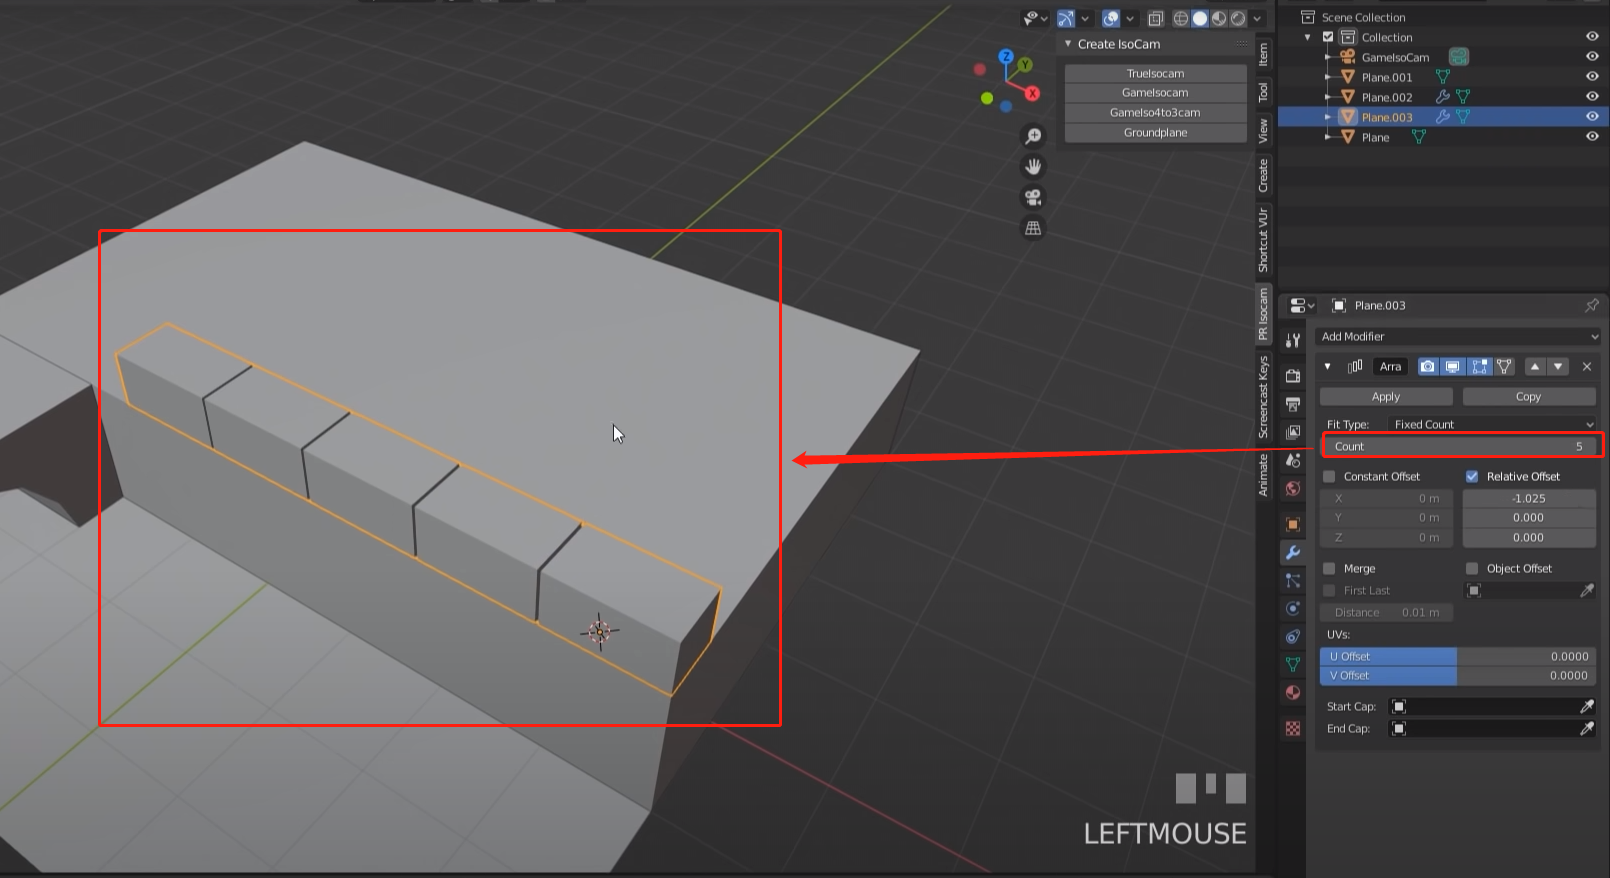 Create IsoCam
TrueIsocam
GameIsocam
GameIso4to3cam
Groundplane
Z
Y
X
Item
Tool
View
Create
Shortcut VUr
PR Isocam
Screencast Keys
Animate
Scene Collection
Collection
GameIsoCam
Plane.001
Plane.002
Plane.003
Plane
Plane.003
Add Modifier
Arra
Apply
Copy
Fit Type:
Fixed Count
Count 5
Constant Offset
Relative Offset
X 0 m
-1.025
Y 0 m
0.000
Z 0 m
0.000
Merge
Object Offset
First Last
Distance 0.01 m
UVs:
U Offset 0.0000
V Offset 0.0000
Start Cap:
End Cap:
LEFTMOUSE